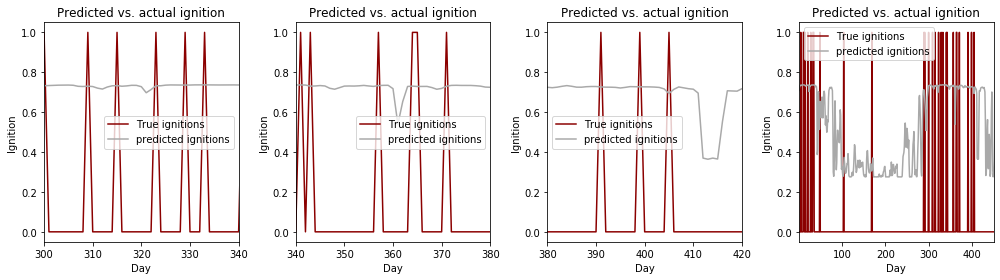 Predicted vs. actual ignition
Ignition
1.0
0.8
0.6
0.4
0.2
0.0
True ignitions
predicted ignitions
300 310 320 330 340
Day
Predicted vs. actual ignition
Ignition
1.0
0.8
0.6
0.4
0.2
0.0
True ignitions
predicted ignitions
340 350 360 370 380
Day
Predicted vs. actual ignition
Ignition
1.0
0.8
0.6
0.4
0.2
0.0
True ignitions
predicted ignitions
380 390 400 410 420
Day
Predicted vs. actual ignition
Ignition
1.0
0.8
0.6
0.4
0.2
0.0
True ignitions
predicted ignitions
100 200 300 400
Day